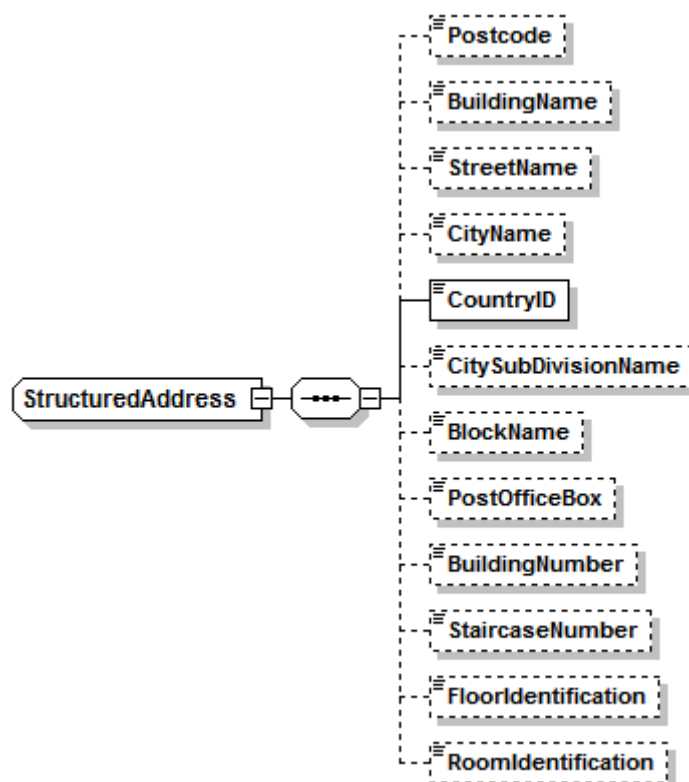 Postcode
BuildingName
StreetName
CityName
CountryID
CitySubDivisionName
StructuredAddress
BlockName
PostOfficeBox
BuildingNumber
StaircaseNumber
FloorIdentification
RoomIdentification